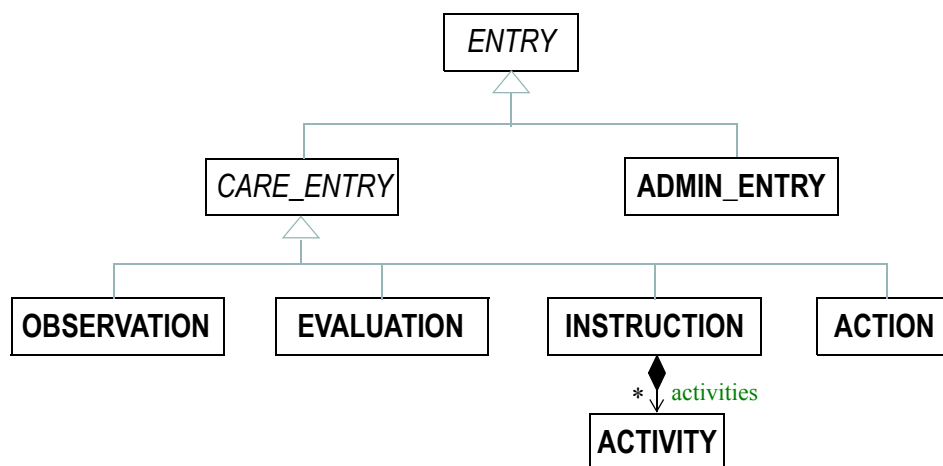 ENTRY
CARE_ENTRY
ADMIN_ENTRY
OBSERVATION
EVALUATION
INSTRUCTION
ACTION
* activities
ACTIVITY